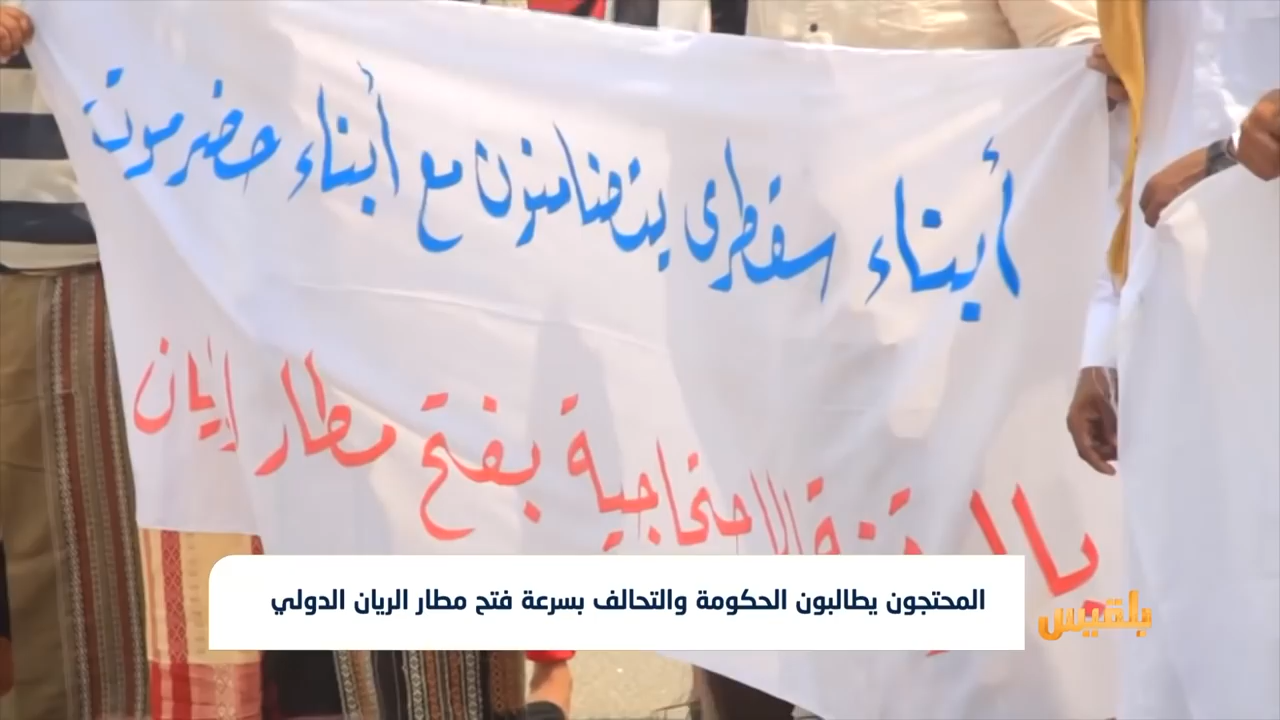 أبناء سقطرى يتضامنون مع أبناء حضرموت
الاحتجاجية بفتح مطار
المحتجون يطالبون الحكومة والتحالف بسرعة فتح مطار الريان الدولي
بلقيس